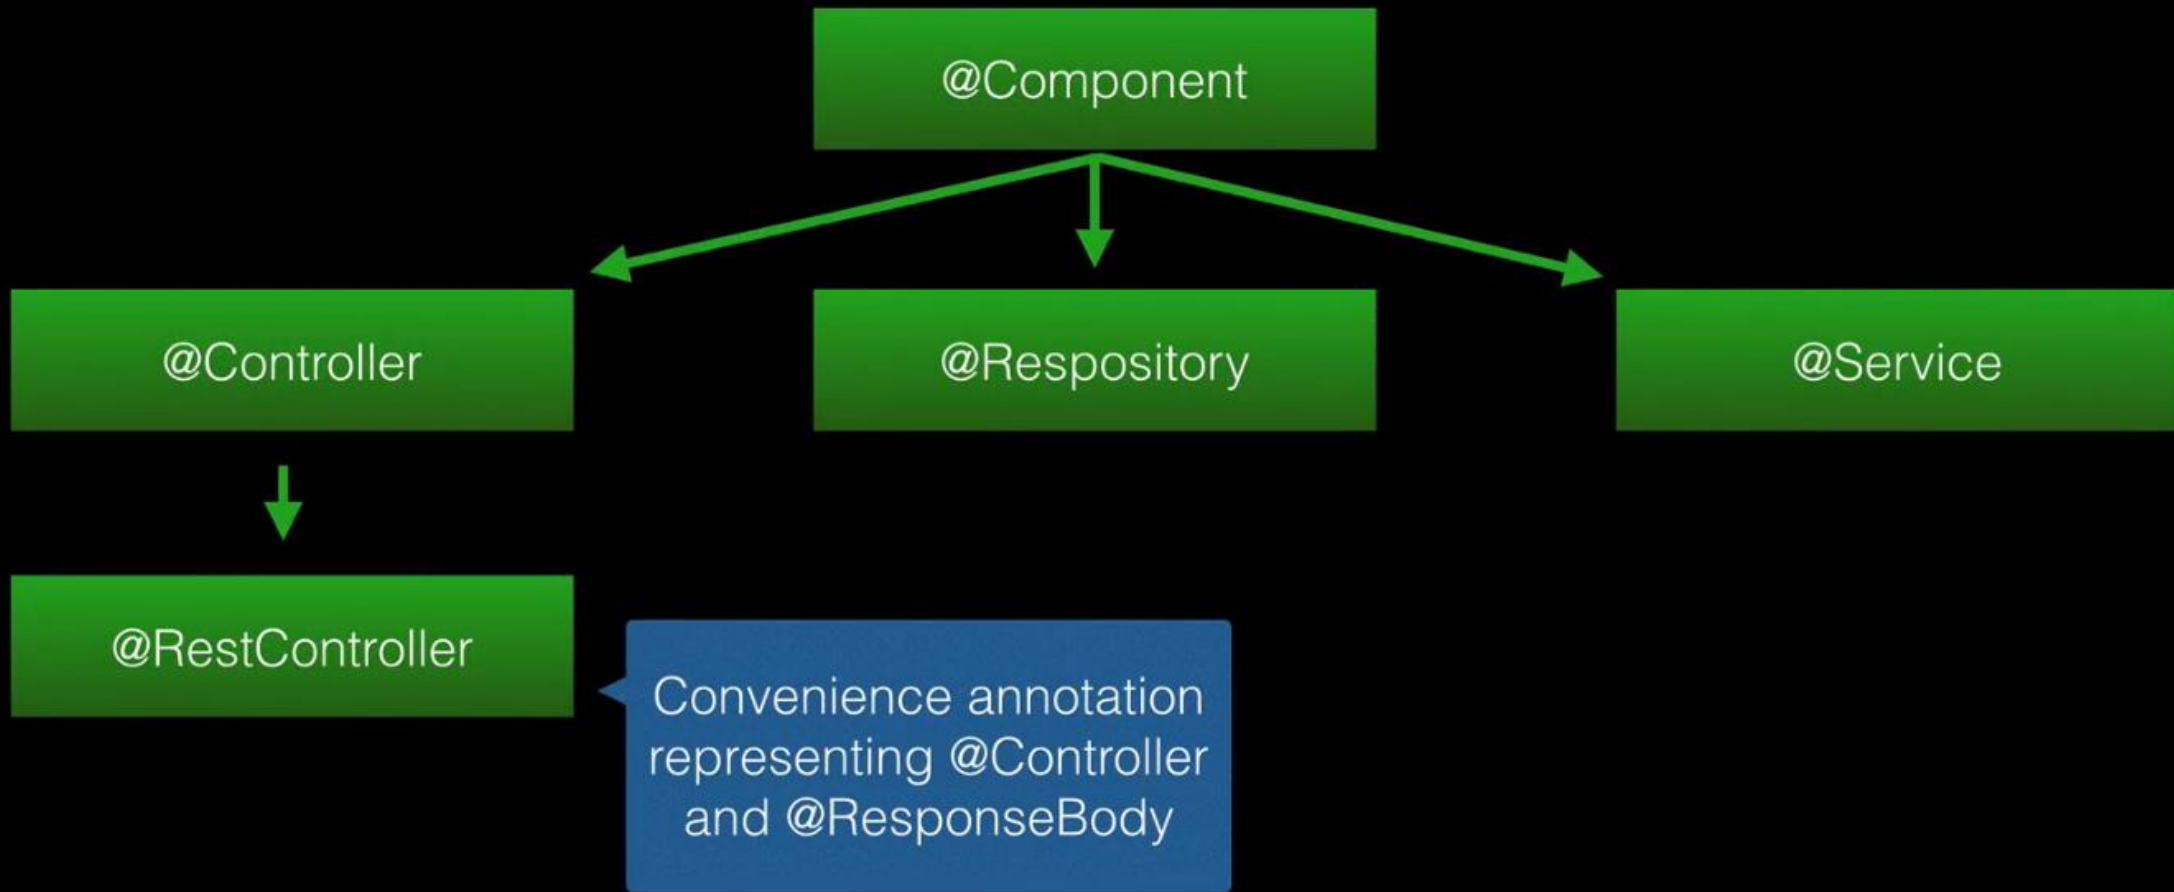 @Component
@Controller
@Respository
@Service
@RestController
Convenience annotation
representing @Controller
and @ResponseBody